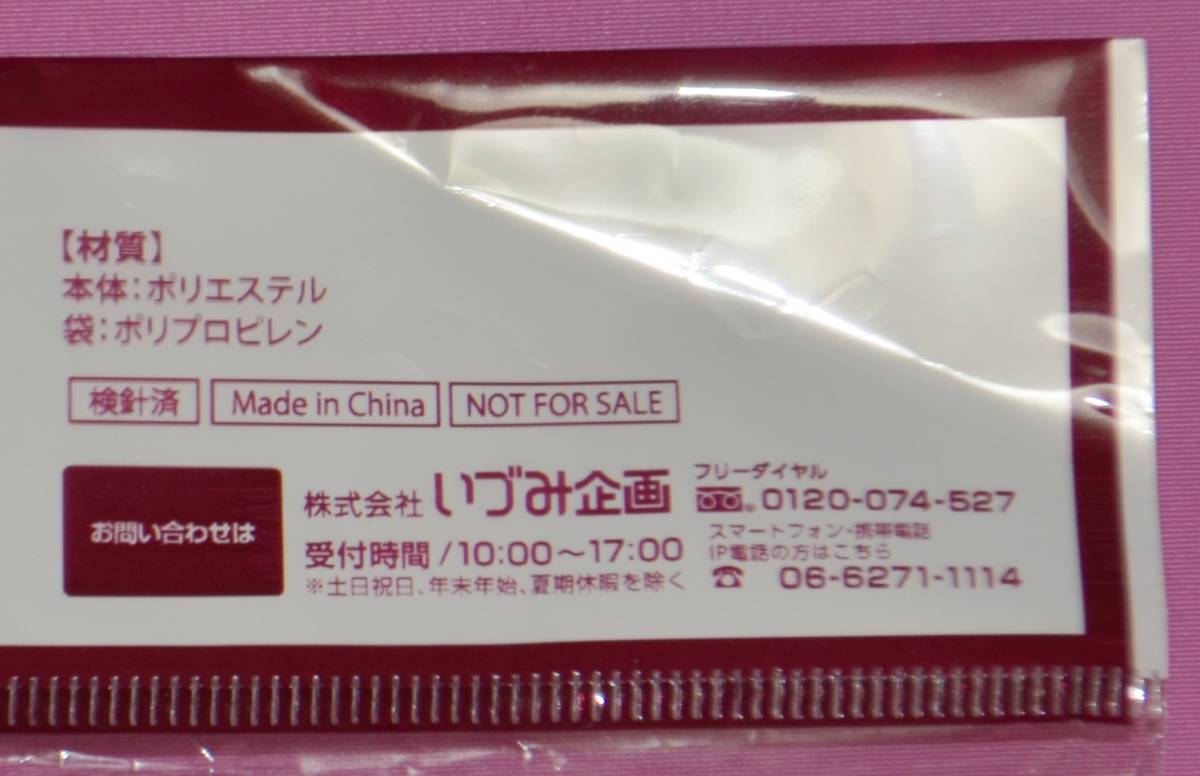 【材質】
本体:ポリエステル
袋:ポリプロピレン
検針済 Made in China NOT FOR SALE
お問い合わせは
株式会社 いづみ企画
受付時間/10:00〜17:00
※土日祝日、年末年始、夏期休暇を除く
フリーダイヤル
0120-074-527
スマートフォン・携帯電話
IP電話の方はこちら
☎ 06-6271-1114